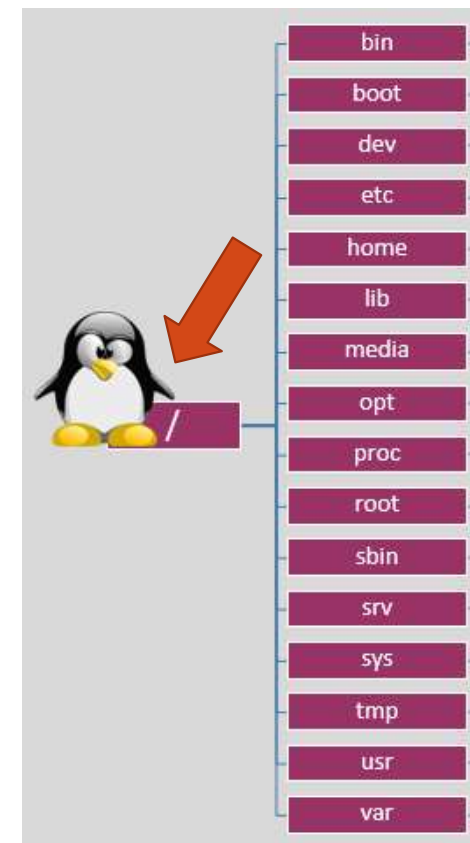 /
bin
boot
dev
etc
home
lib
media
opt
proc
root
sbin
srv
sys
tmp
usr
var